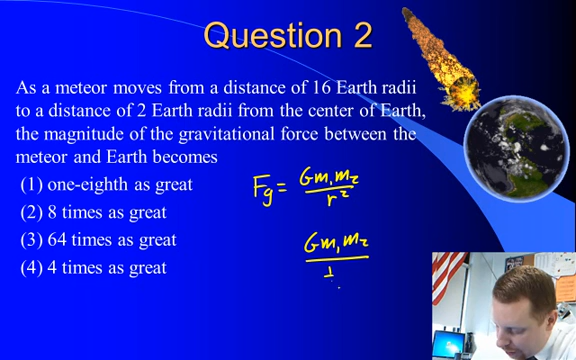 Question 2
As a meteor moves from a distance of 16 Earth radii
to a distance of 2 Earth radii from the center of Earth,
the magnitude of the gravitational force between the
meteor and Earth becomes
(1) one-eighth as great
(2) 8 times as great
(3) 64 times as great
(4) 4 times as great
Fg = Gm₁m₂
r²
Gm₁m₂
1